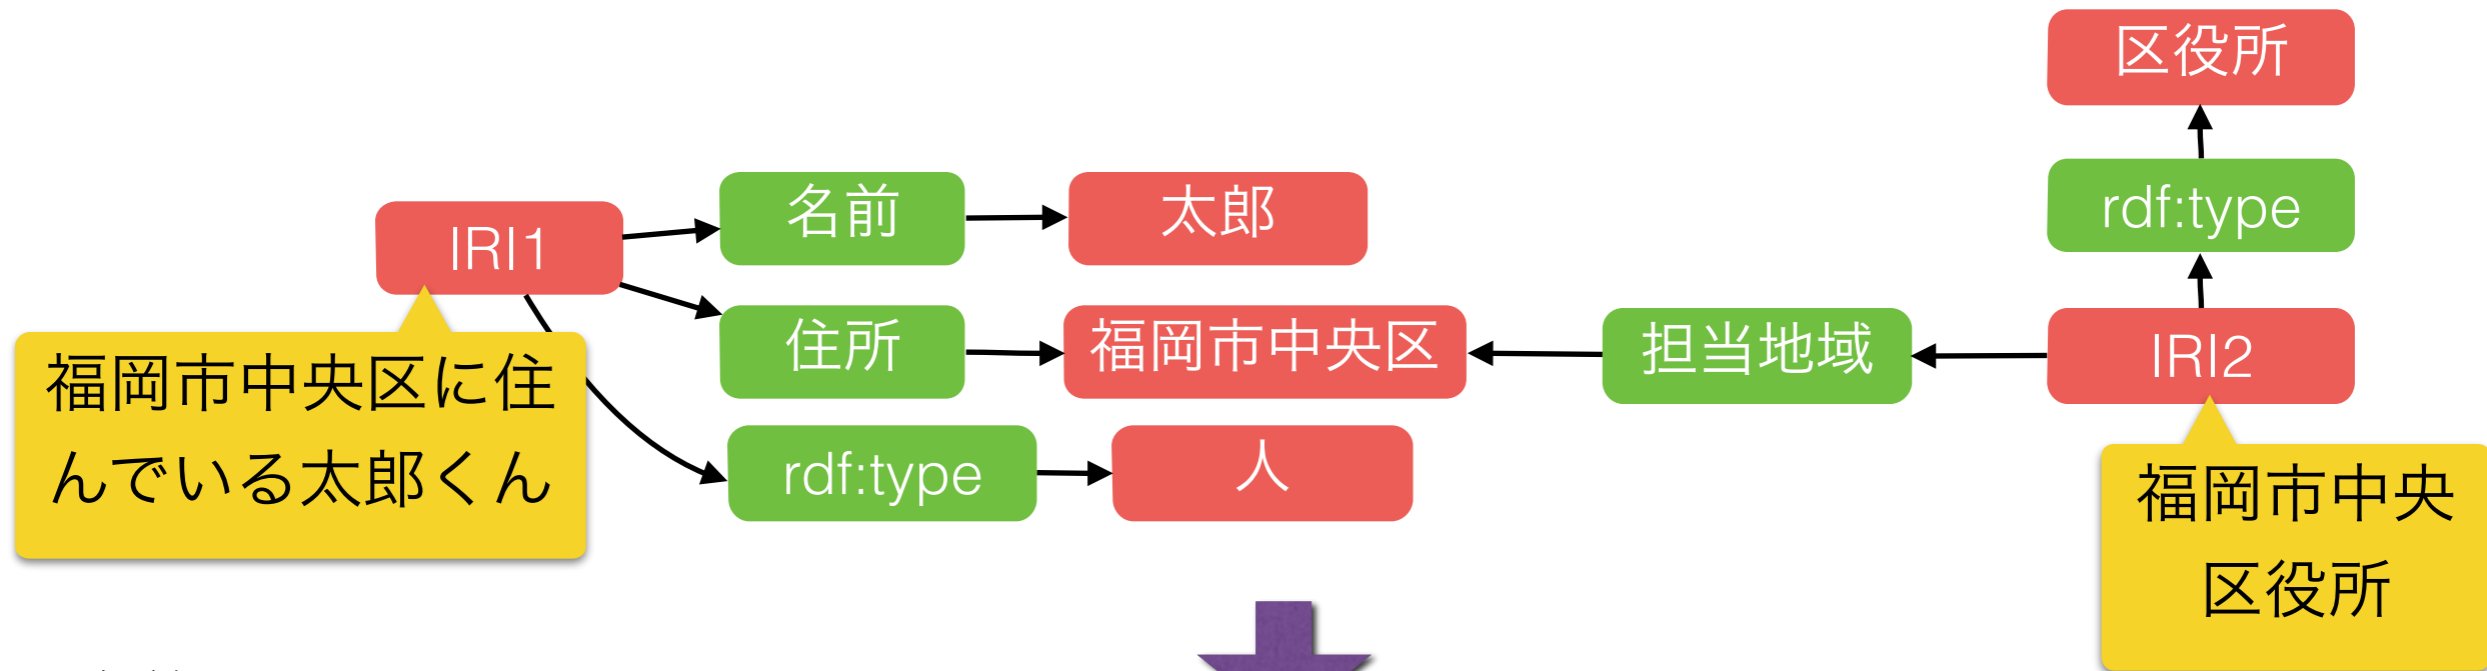 区役所
名前
太郎
rdf:type
IRI1
住所
福岡市中央区
担当地域
IRI2
福岡市中央区に住
んでいる太郎くん
rdf:type
人
福岡市中央
区役所